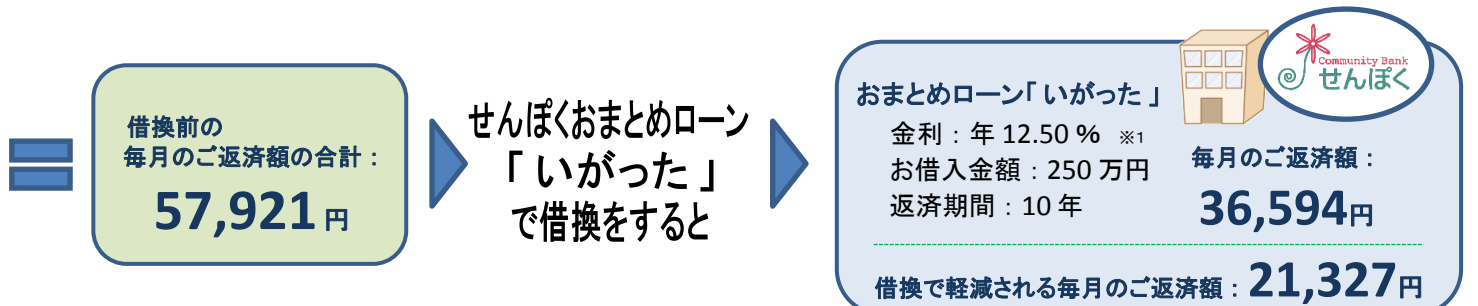 借換前の
毎月のご返済額の合計：
57,921円
せんぽくおまとめローン
「いがった」
で借換をすると
Community Bank
せんぽく
おまとめローン「いがった」
金利：年 12.50 % ※1
お借入金額：250 万円
返済期間：10 年
毎月のご返済額：
36,594円
借換で軽減される毎月のご返済額：21,327円